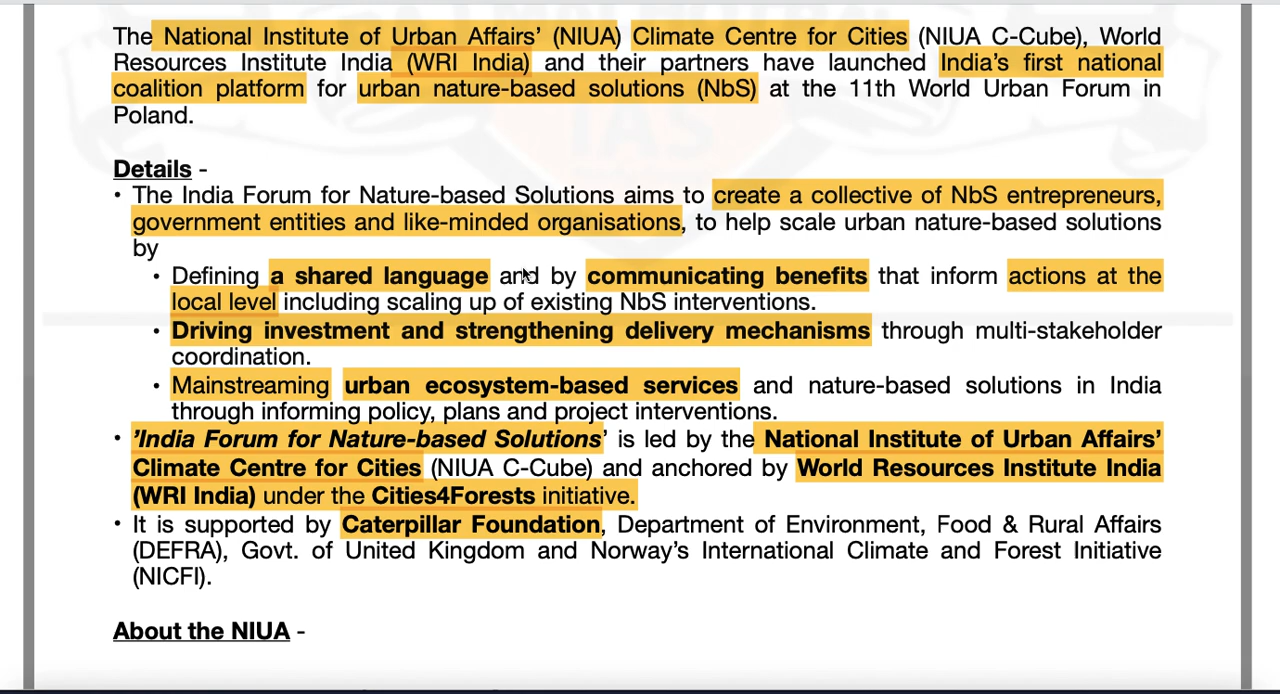 The National Institute of Urban Affairs' (NIUA) Climate Centre for Cities (NIUA C-Cube), World
Resources Institute India (WRI India) and their partners have launched India's first national
coalition platform for urban nature-based solutions (NbS) at the 11th World Urban Forum in
Poland.
Details -
• The India Forum for Nature-based Solutions aims to create a collective of NbS entrepreneurs,
government entities and like-minded organisations, to help scale urban nature-based solutions
by
• Defining a shared language and by communicating benefits that inform actions at the
local level including scaling up of existing NbS interventions.
• Driving investment and strengthening delivery mechanisms through multi-stakeholder
coordination.
• Mainstreaming urban ecosystem-based services and nature-based solutions in India
through informing policy, plans and project interventions.
• 'India Forum for Nature-based Solutions' is led by the National Institute of Urban Affairs'
Climate Centre for Cities (NIUA C-Cube) and anchored by World Resources Institute India
(WRI India) under the Cities4Forests initiative.
• It is supported by Caterpillar Foundation, Department of Environment, Food & Rural Affairs
(DEFRA), Govt. of United Kingdom and Norway's International Climate and Forest Initiative
(NICFI).
About the NIUA -
IAS